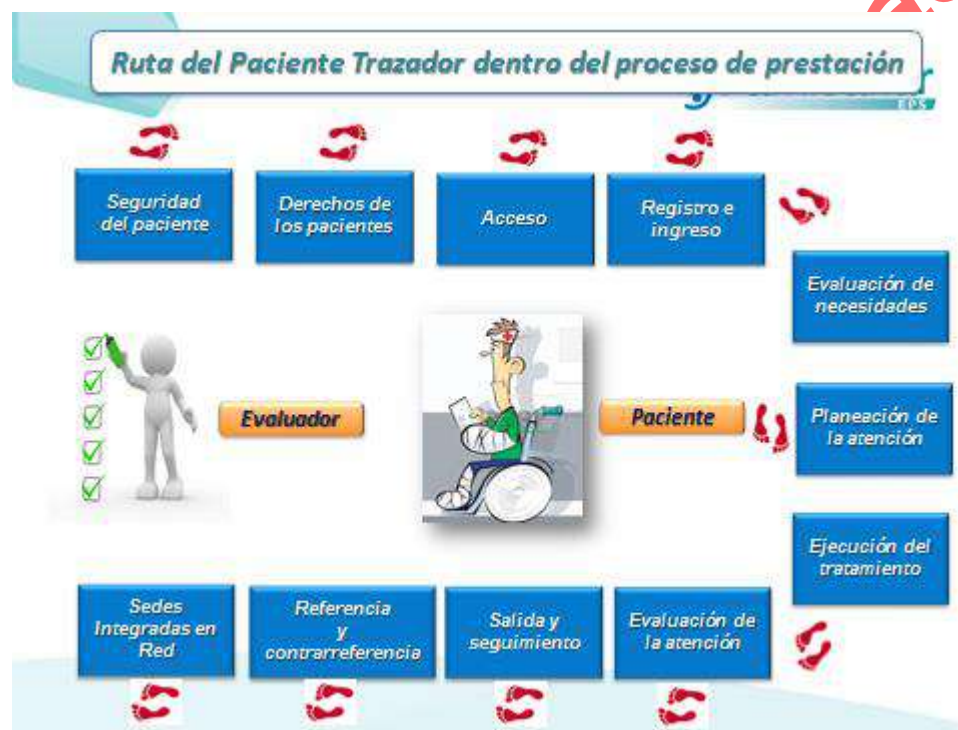 Ruta del Paciente Trazador dentro del proceso de prestación
EPS
Seguridad
del paciente
Derechos de
los pacientes
Acceso
Registro e
ingreso
Evaluación de
necesidades
Evaluador
Paciente
Planeación de
la atención
Ejecución del
tratamiento
Sedes
Integradas en
Red
Referencia
y
contrarreferencia
Salida y
seguimiento
Evaluación de
la atención